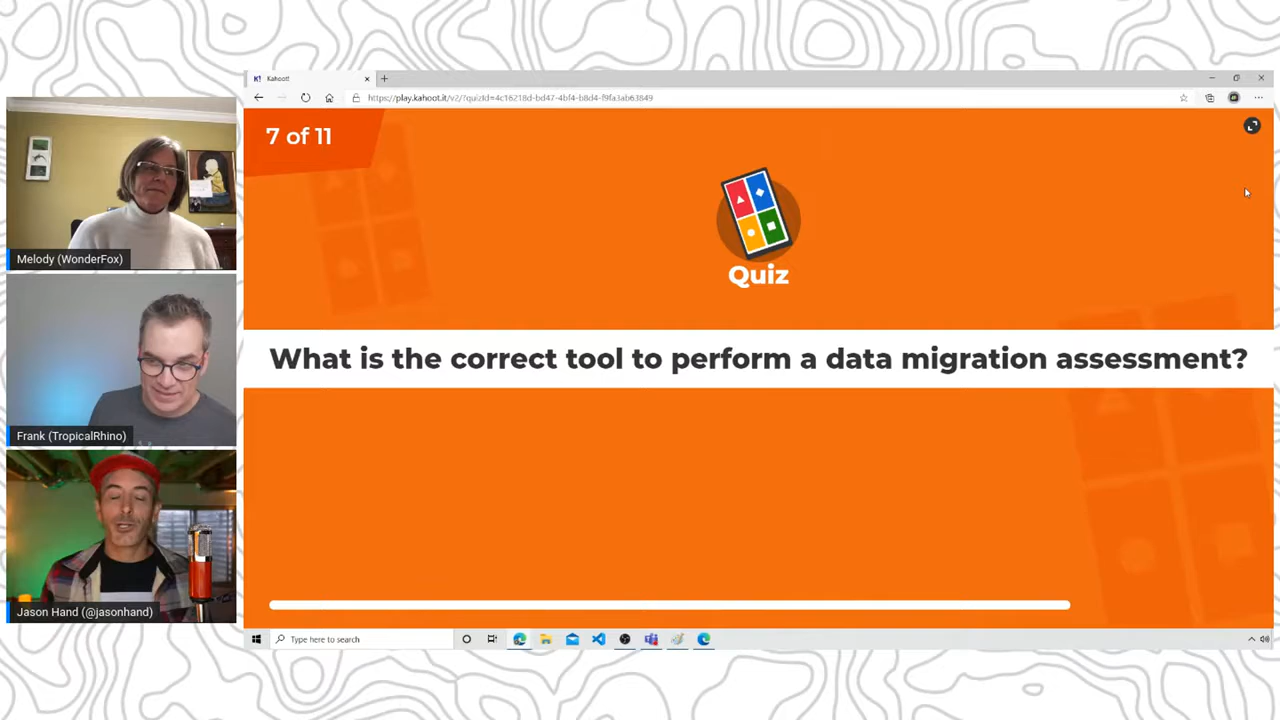 Kahoot!
https://play.kahoot.it/v2/?quizId=4c16218d-bd47-4bf4-b8d4-f9fa3ab63849
7 of 11
Quiz
What is the correct tool to perform a data migration assessment?
Melody (WonderFox)
Frank (TropicalRhino)
Jason Hand (@jasonhand)
Type here to search